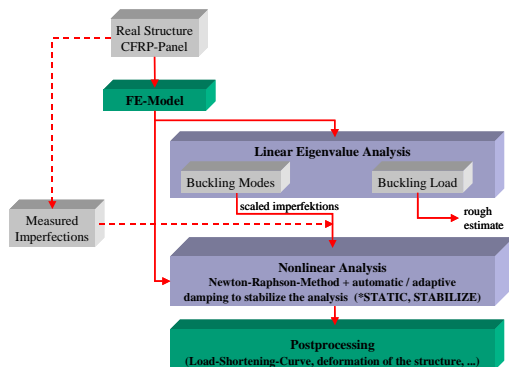 Real Structure
CFRP-Panel
FE-Model
Linear Eigenvalue Analysis
Buckling Modes
Buckling Load
scaled imperfektions
rough
estimate
Measured
Imperfections
Nonlinear Analysis
Newton-Raphson-Method + automatic / adaptive
damping to stabilize the analysis (*STATIC, STABILIZE)
Postprocessing
(Load-Shortening-Curve, deformation of the structure, ...)